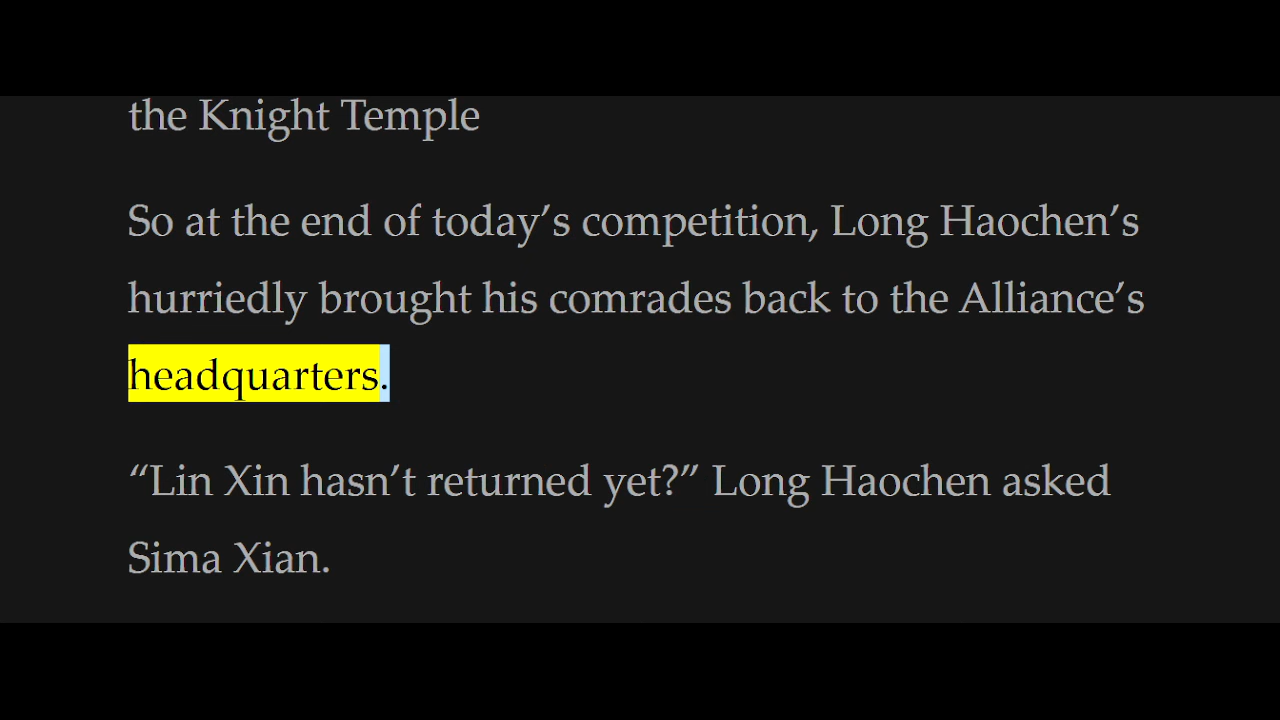 the Knight Temple
So at the end of today’s competition, Long Haochen’s
hurriedly brought his comrades back to the Alliance’s
headquarters.
“Lin Xin hasn’t returned yet?” Long Haochen asked
Sima Xian.